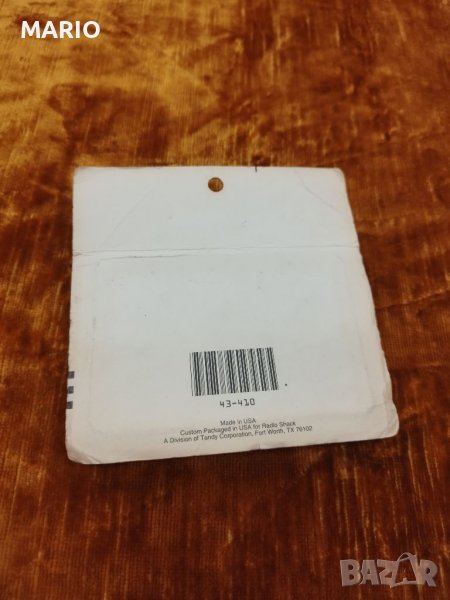 MARIO
43-410
Made in USA
Custom Packaged in USA for Radio Shack
A Division of Tandy Corporation, Fort Worth, TX 76102
BAZAR